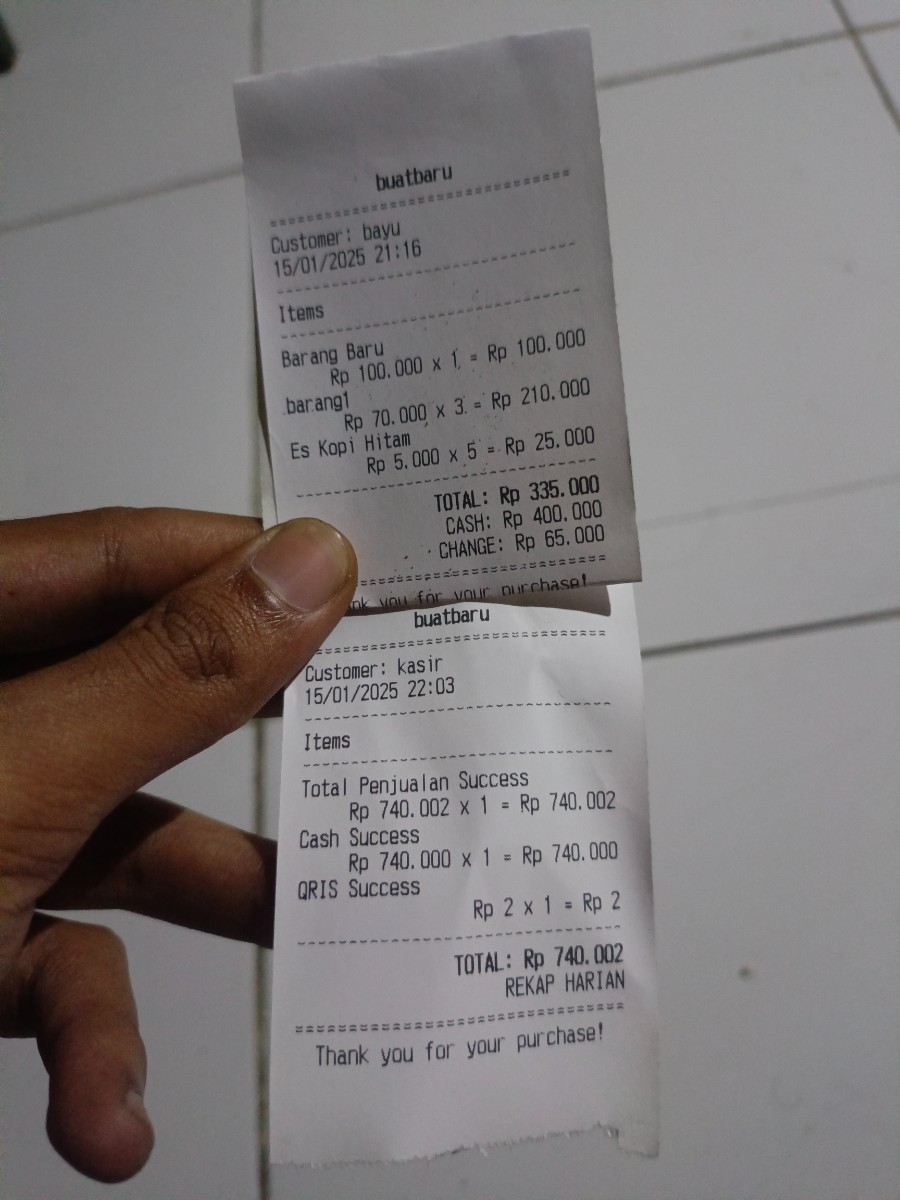 buatbaru
==============================
Customer: bayu
15/01/2025 21:16
------------------------------
Items
------------------------------
Barang Baru
Rp 100.000 x 1 = Rp 100.000
barang1
Rp 70.000 x 3 = Rp 210.000
Es Kopi Hitam
Rp 5.000 x 5 = Rp 25.000
------------------------------
TOTAL: Rp 335.000
CASH: Rp 400.000
CHANGE: Rp 65.000
==============================
you for your purchase!
buatbaru
==============================
Customer: kasir
15/01/2025 22:03
------------------------------
Items
------------------------------
Total Penjualan Success
Rp 740.002 x 1 = Rp 740.002
Cash Success
Rp 740.000 x 1 = Rp 740.000
QRIS Success
Rp 2 x 1 = Rp 2
------------------------------
TOTAL: Rp 740.002
REKAP HARIAN
==============================
Thank you for your purchase!